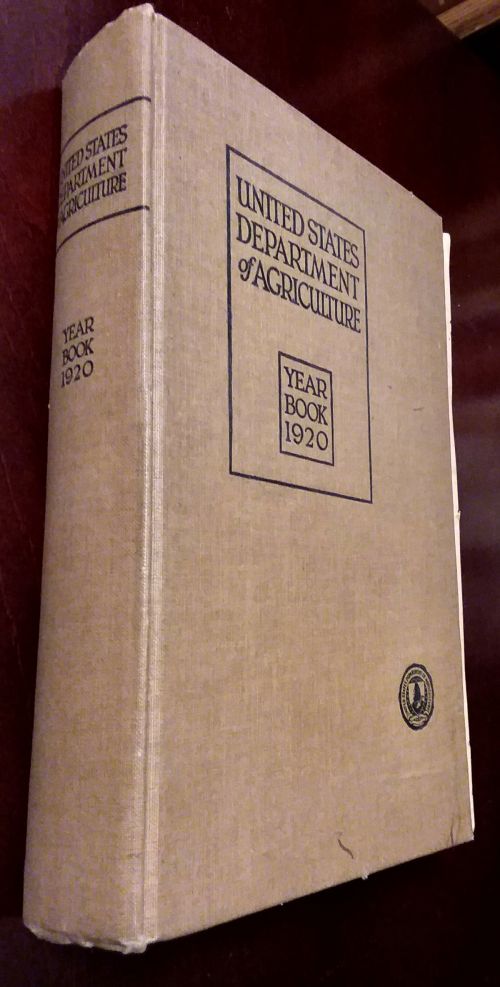 UNITED STATES
DEPARTMENT
of AGRICULTURE
YEAR
BOOK
1920
UNITED STATES
DEPARTMENT
of AGRICULTURE
YEAR
BOOK
1920